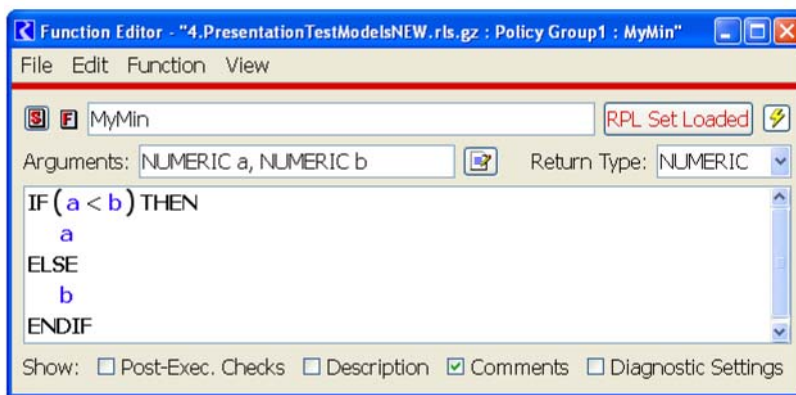 Function Editor - "4.PresentationTestModelsNEW.rls.gz : Policy Group1 : MyMin"
File Edit Function View
S F MyMin RPL Set Loaded
Arguments: NUMERIC a, NUMERIC b Return Type: NUMERIC
IF ( a < b ) THEN
a
ELSE
b
ENDIF
Show: Post-Exec. Checks Description Comments Diagnostic Settings